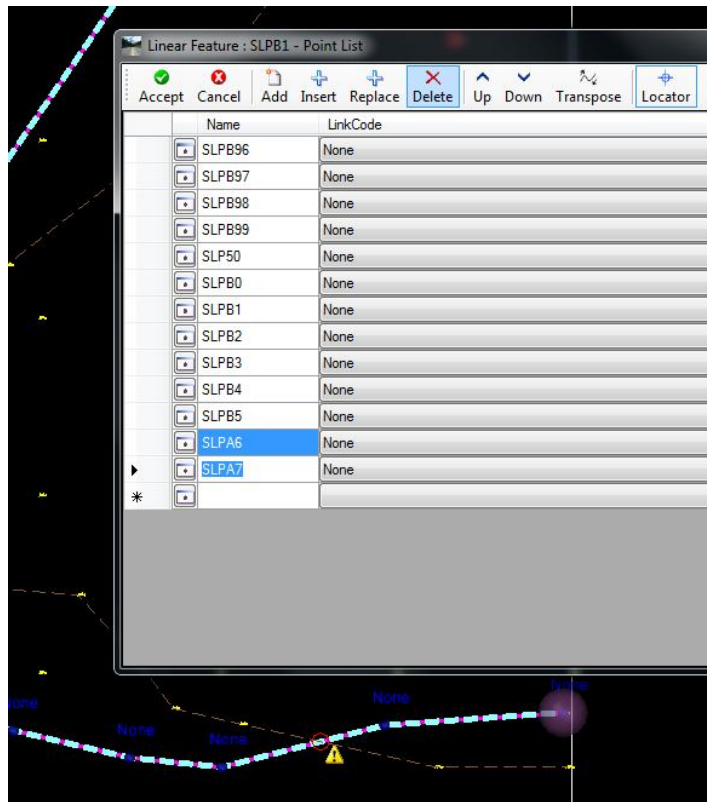 Linear Feature : SLPB1 - Point List
Accept Cancel Add Insert Replace Delete Up Down Transpose Locator
Name LinkCode
SLPB96 None
SLPB97 None
SLPB98 None
SLPB99 None
SLP50 None
SLPB0 None
SLPB1 None
SLPB2 None
SLPB3 None
SLPB4 None
SLPB5 None
SLPA6 None
SLPA7 None
None
None
None
None
None